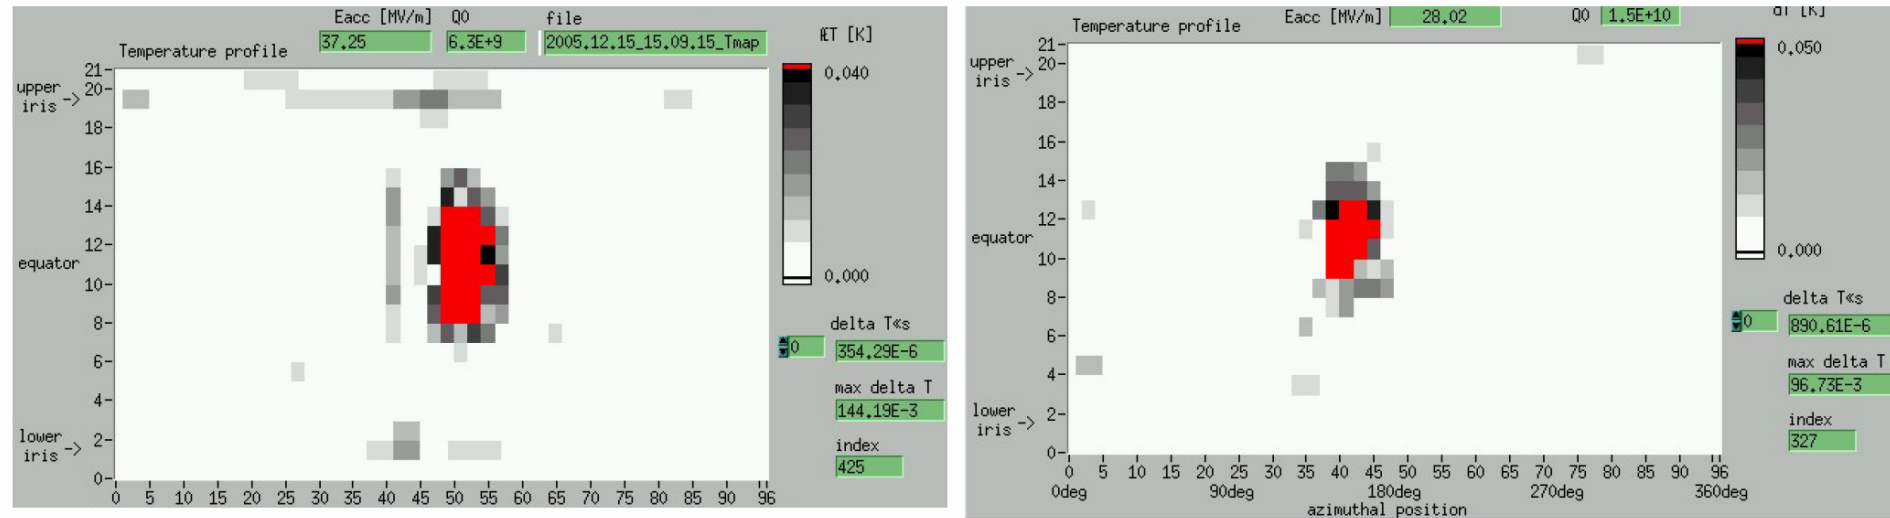 Eacc [MV/m] Q0 file
37.25 6.3E+9 2005.12.15_15.09.15_Tmap
Temperature profile
ÆT [K]
21-
upper
iris ->
20-
18-
16-
14-
12-
equator
10-
8-
6-
4-
lower
iris ->
2-
0-
0 5 10 15 20 25 30 35 40 45 50 55 60 65 70 75 80 85 90 96
0.040
0.000
delta T«s
0 354.29E-6
max delta T
144.19E-3
index
425
Temperature profile
Eacc [MV/m] 28.02 Q0 1.5E+10
dT [K]
21-
upper
iris ->
20-
18-
16-
14-
12-
equator
10-
8-
6-
4-
lower
iris ->
2-
0-
0 5 10 15 20 25 30 35 40 45 50 55 60 65 70 75 80 85 90 96
0deg 90deg 180deg 270deg 360deg
azimuthal position
0.050
0.000
delta T«s
0 890.61E-6
max delta T
96.73E-3
index
327